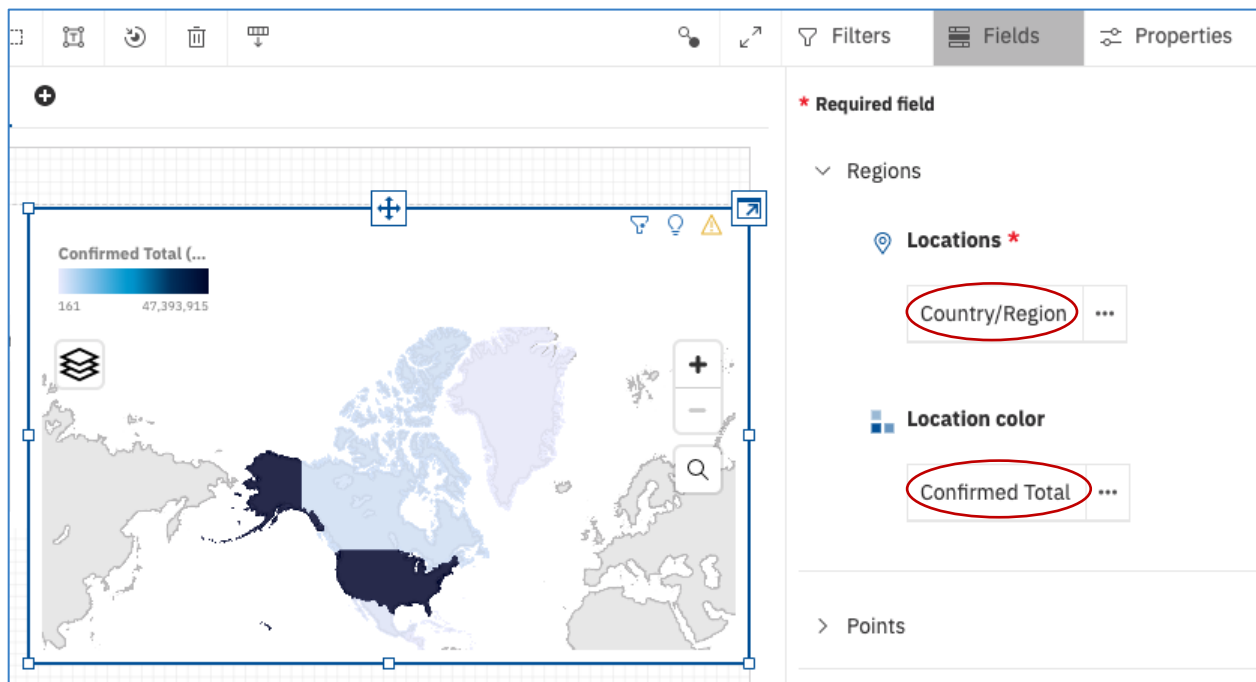 Filters
Fields
Properties
* Required field
Regions
Confirmed Total (...
161 47,393,915
Locations *
Country/Region
Location color
Confirmed Total
Points